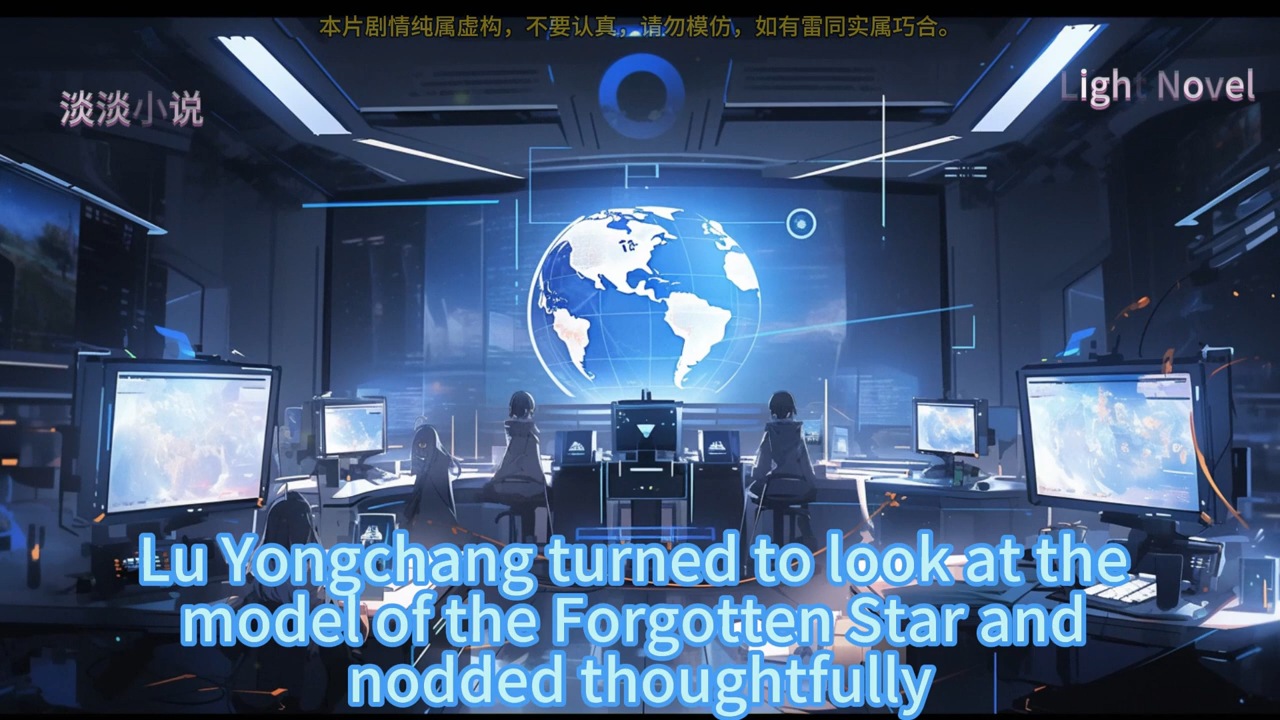 本片剧情纯属虚构，不要认真，请勿模仿，如有雷同实属巧合。
淡淡小说
Light Novel
Lu Yongchang turned to look at the
model of the Forgotten Star and
nodded thoughtfully